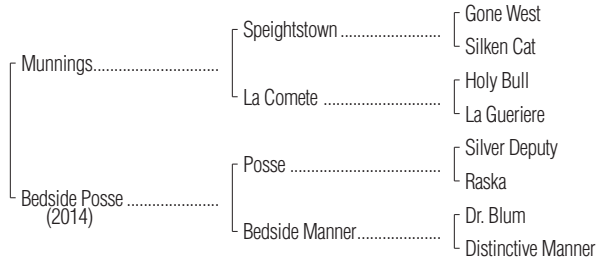 Gone West
Speightstown ......................
Silken Cat
Munnings............................
Holy Bull
La Comete ..........................
La Gueriere
Silver Deputy
Posse .................................
Raska
Bedside Posse ....................
(2014)
Dr. Blum
Bedside Manner..................
Distinctive Manner